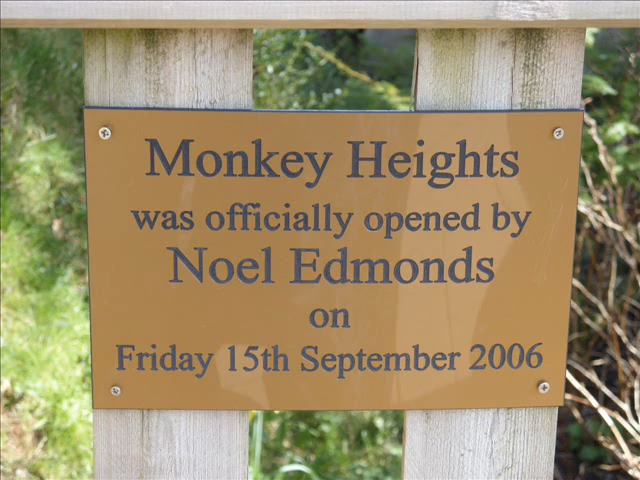 Monkey Heights
was officially opened by
Noel Edmonds
on
Friday 15th September 2006